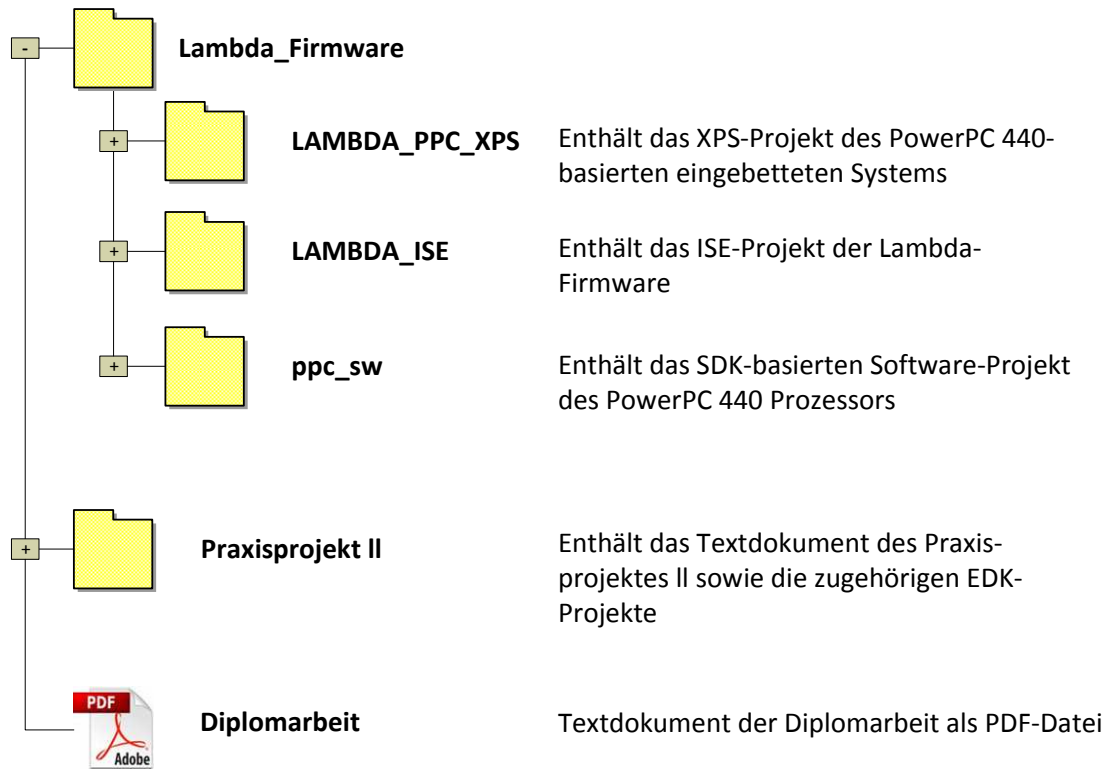 -
Lambda_Firmware
+
LAMBDA_PPC_XPS
Enthält das XPS-Projekt des PowerPC 440-
basierten eingebetteten Systems
+
LAMBDA_ISE
Enthält das ISE-Projekt der Lambda-
Firmware
+
ppc_sw
Enthält das SDK-basierten Software-Projekt
des PowerPC 440 Prozessors
+
Praxisprojekt ll
Enthält das Textdokument des Praxis-
projektes ll sowie die zugehörigen EDK-
Projekte
PDF
Adobe
Diplomarbeit
Textdokument der Diplomarbeit als PDF-Datei